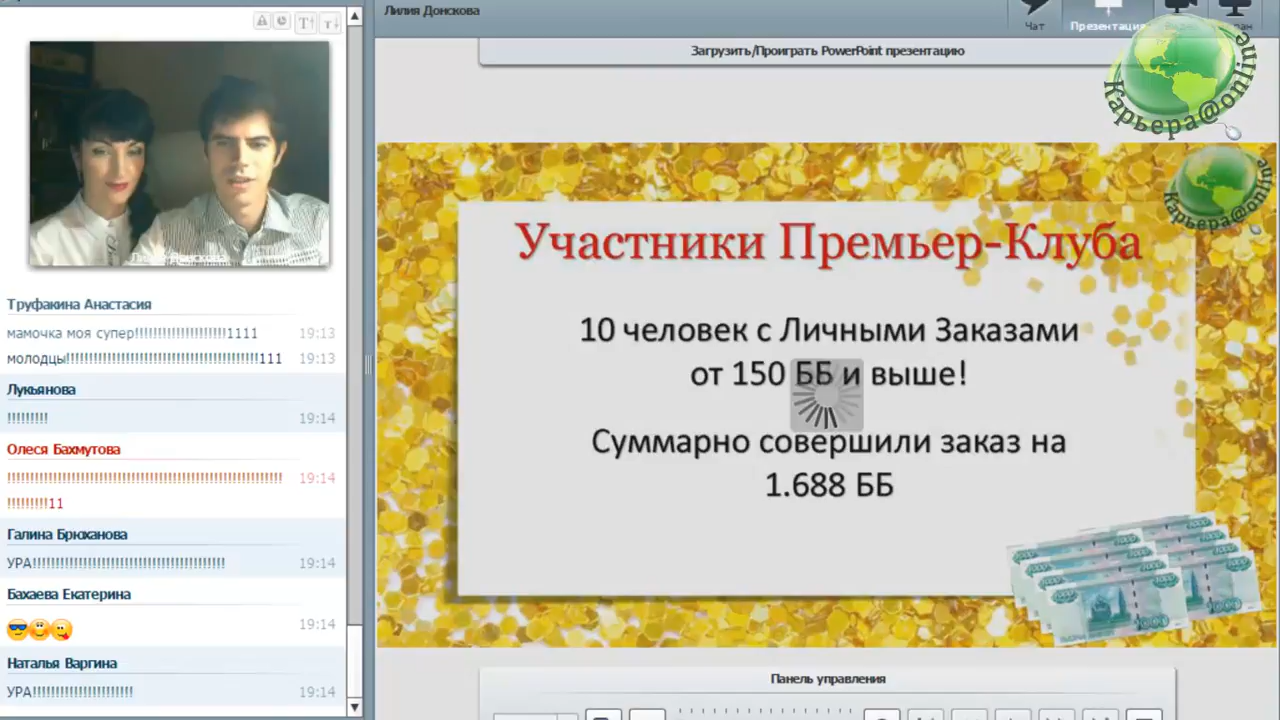 Лилия Донскова
Чат
Презентация
Загрузить/Проиграть PowerPoint презентацию
Карьера@online
Карьера@online
Лилия Донскова
Труфакина Анастасия
мамочка моя супер!!!!!!!!!!!!!!!!!!!!1111 19:13
молодцы!!!!!!!!!!!!!!!!!!!!!!!!!!!!!!!!!!!!!!!!!!111 19:13
Лукьянова
!!!!!!!!! 19:14
Олеся Бахмутова
!!!!!!!!!!!!!!!!!!!!!!!!!!!!!!!!!!!!!!!!!!!!!!!!!!!!!!!!!!!! 19:14
!!!!!!!!!11
Галина Брюханова
УРА!!!!!!!!!!!!!!!!!!!!!!!!!!!!!!!!!!!!!!!!!! 19:14
Бахаева Екатерина
19:14
Наталья Варгина
УРА!!!!!!!!!!!!!!!!!!!!!! 19:14
Участники Премьер-Клуба
10 человек с Личными Заказами
от 150 ББ и выше!
Суммарно совершили заказ на
1.688 ББ
1000
Панель управления